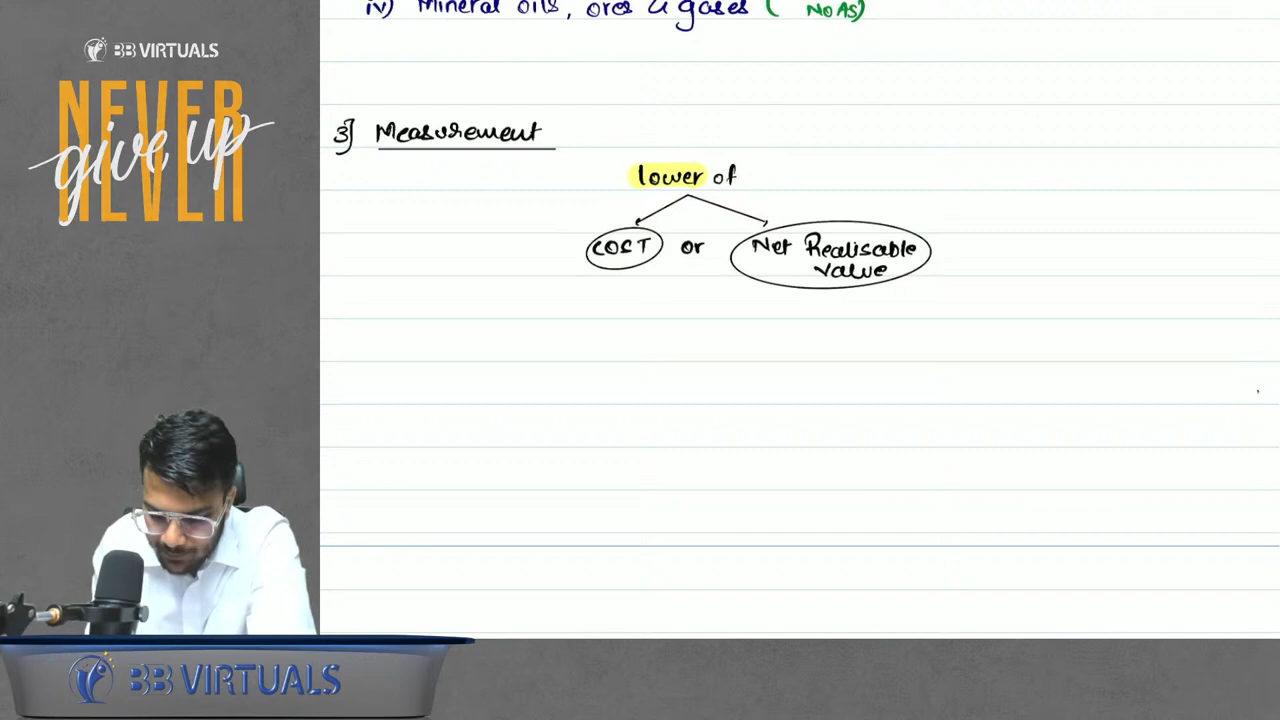 iv) Mineral oils, ores & gases ( NO AS)
BB VIRTUALS
NEVER
give up
NEVER
3] Measurement
lower of
COST or Net Realisable
Value
BB VIRTUALS